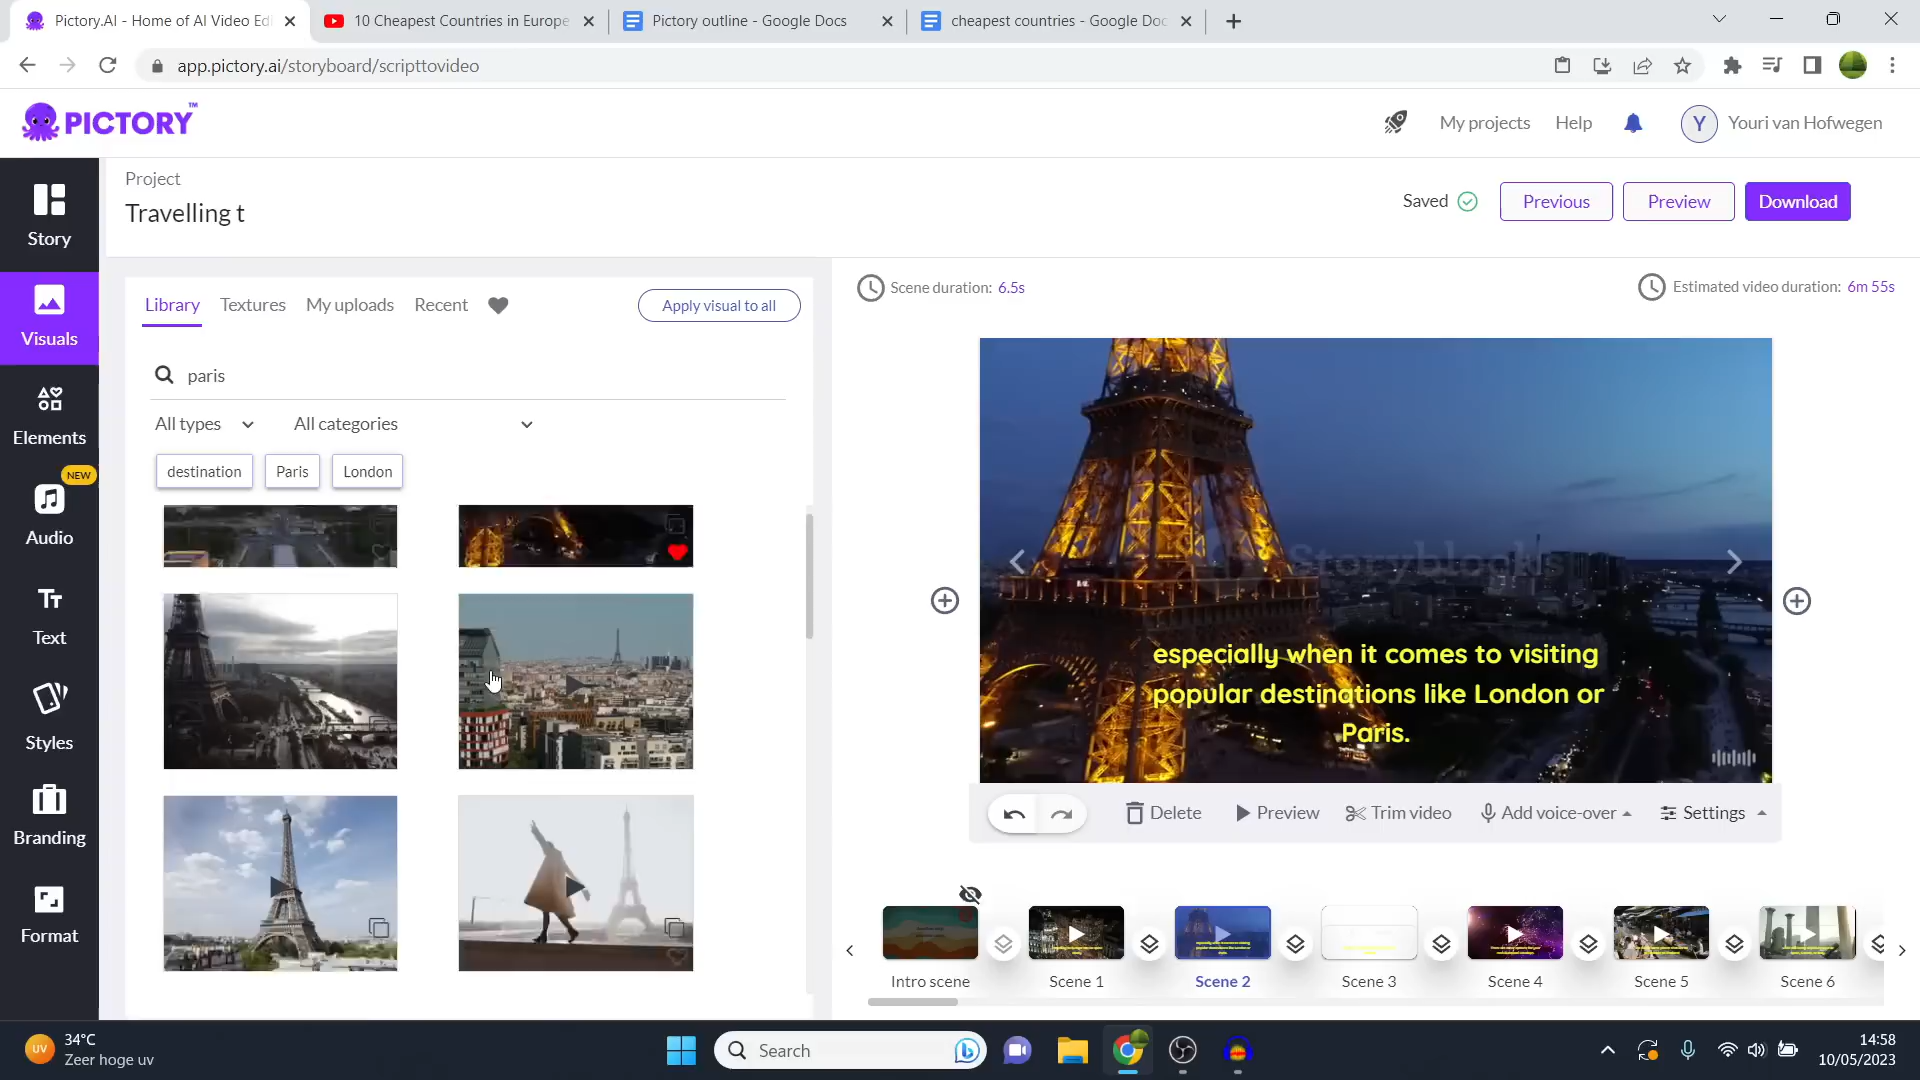 Pictory.AI - Home of AI Video Edi
10 Cheapest Countries in Europe
Pictory outline - Google Docs
cheapest countries - Google Doc
app.pictory.ai/storyboard/scripttovideo
PICTORY™
My projects
Help
Y
Youri van Hofwegen
Story
Visuals
Elements
NEW
Audio
Text
Styles
Branding
Format
Project
Travelling t
Saved
Previous
Preview
Download
Library
Textures
My uploads
Recent
Apply visual to all
paris
All types
All categories
destination
Paris
London
Scene duration: 6.5s
Estimated video duration: 6m 55s
Storyblocks
especially when it comes to visiting
popular destinations like London or
Paris.
Delete
Preview
Trim video
Add voice-over
Settings
Intro scene
Scene 1
Scene 2
Scene 3
Scene 4
Scene 5
Scene 6
UV
34°C
Zeer hoge uv
Search
14:58
10/05/2023